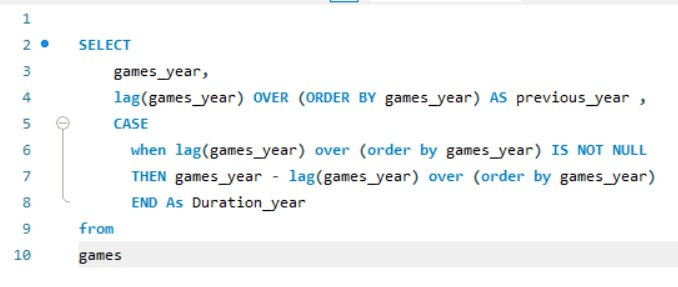 1
2 SELECT
3 games_year,
4 lag(games_year) OVER (ORDER BY games_year) AS previous_year ,
5 CASE
6 when lag(games_year) over (order by games_year) IS NOT NULL
7 THEN games_year - lag(games_year) over (order by games_year)
8 END As Duration_year
9 from
10 games